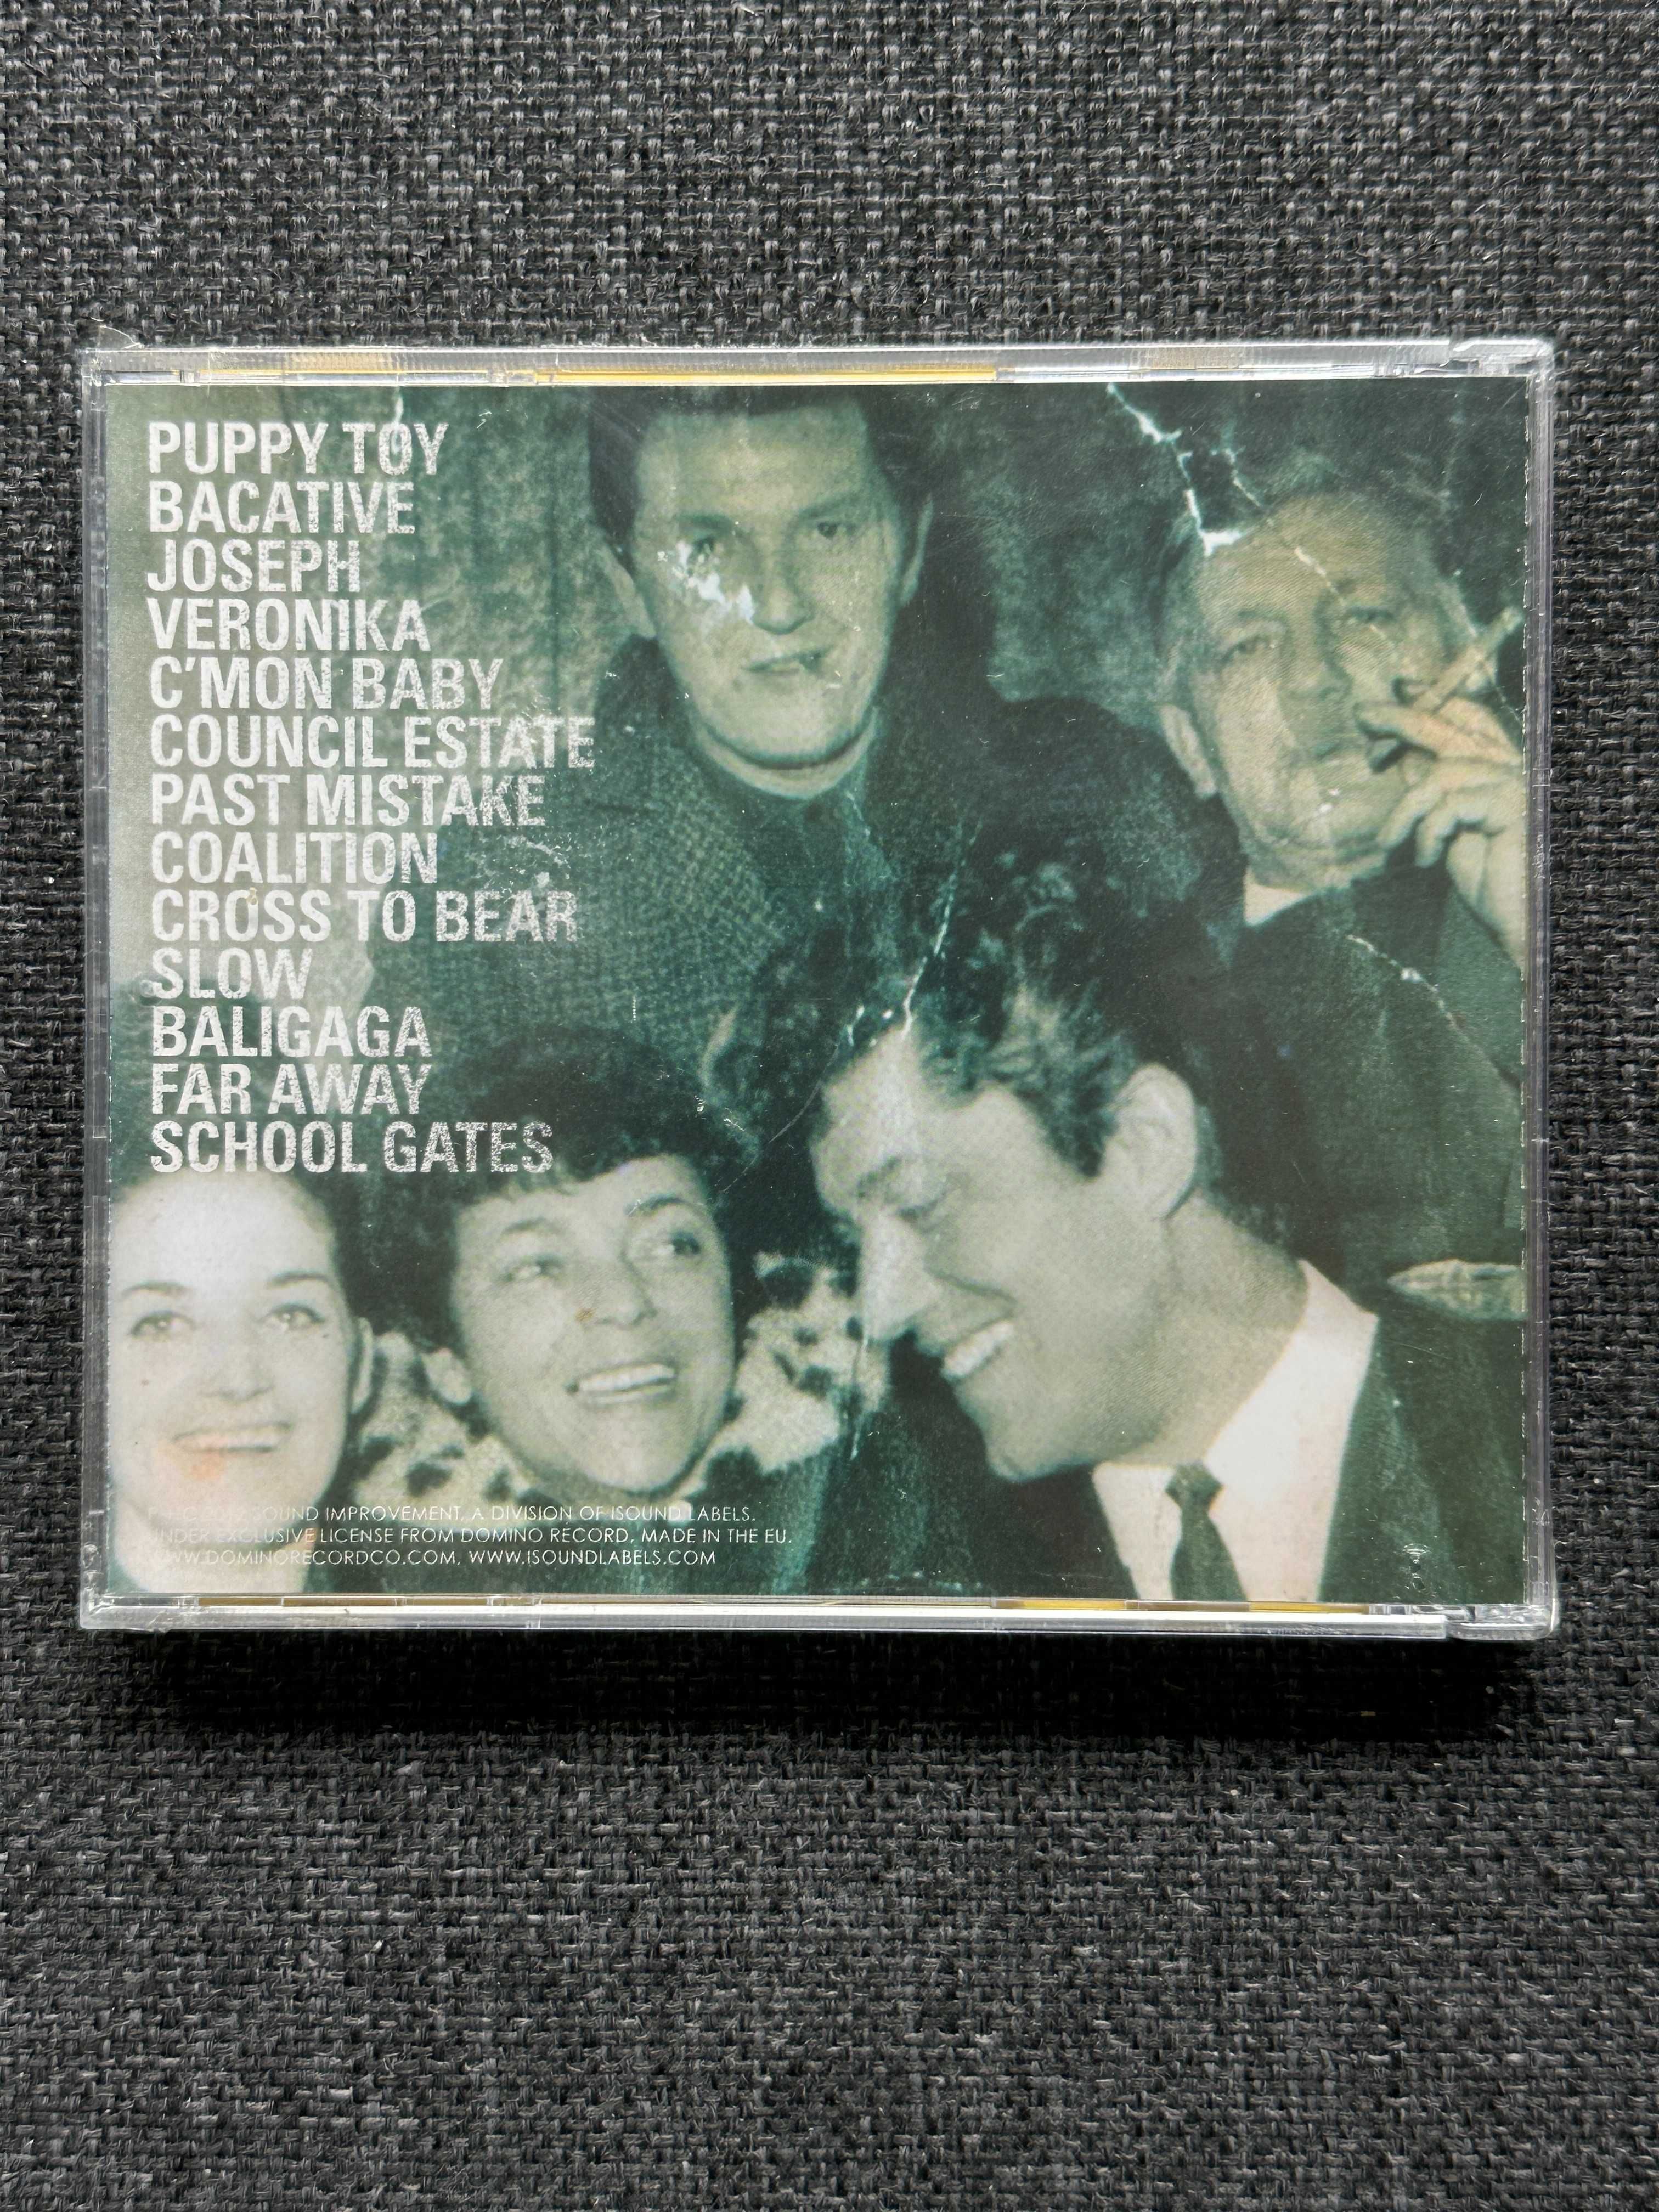 PUPPY TOY
BACATIVE
JOSEPH
VERONIKA
C'MON BABY
COUNCIL ESTATE
PAST MISTAKE
COALITION
CROSS TO BEAR
SLOW
BALIGAGA
FAR AWAY
SCHOOL GATES
SOUND IMPROVEMENT, A DIVISION OF ISOUND LABELS.
UNDER EXCLUSIVE LICENSE FROM DOMINO RECORD, MADE IN THE EU.
WWW.DOMINORECORDCO.COM, WWW.ISOUNDLABELS.COM